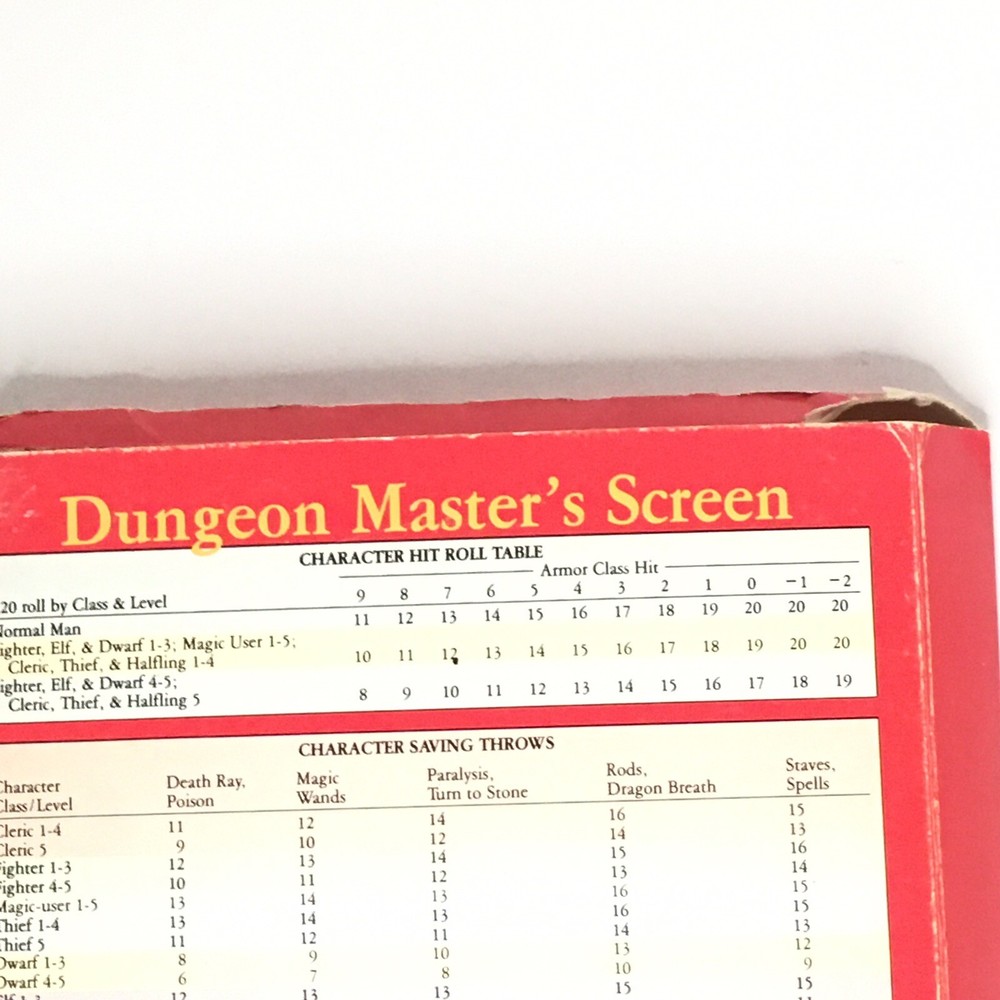 Dungeon Master's Screen
CHARACTER HIT ROLL TABLE
Armor Class Hit
20 roll by Class & Level 9 8 7 6 5 4 3 2 1 0 −1 −2
ormal Man 11 12 13 14 15 16 17 18 19 20 20 20
ighter, Elf, & Dwarf 1-3; Magic User 1-5;
Cleric, Thief, & Halfling 1-4 10 11 12 13 14 15 16 17 18 19 20 20
ighter, Elf, & Dwarf 4-5;
Cleric, Thief, & Halfling 5 8 9 10 11 12 13 14 15 16 17 18 19
CHARACTER SAVING THROWS
Character Death Ray, Magic Paralysis, Rods, Staves,
Class/Level Poison Wands Turn to Stone Dragon Breath Spells
Cleric 1-4 11 12 14 16 15
Cleric 5 9 10 12 14 13
ighter 1-3 12 13 14 15 16
ighter 4-5 10 11 12 13 14
Magic-user 1-5 13 14 13 16 15
Thief 1-4 13 14 13 16 15
Thief 5 11 12 11 14 13
Dwarf 1-3 8 9 10 13 12
Dwarf 4-5 6 7 8 10 9
Elf 1-3 12 13 13 15 15